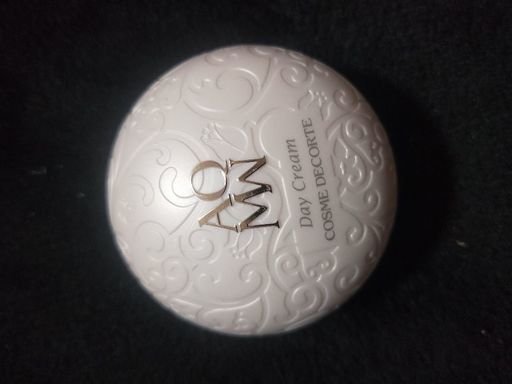 AQ
MW
Day Cream
COSME DECORTE